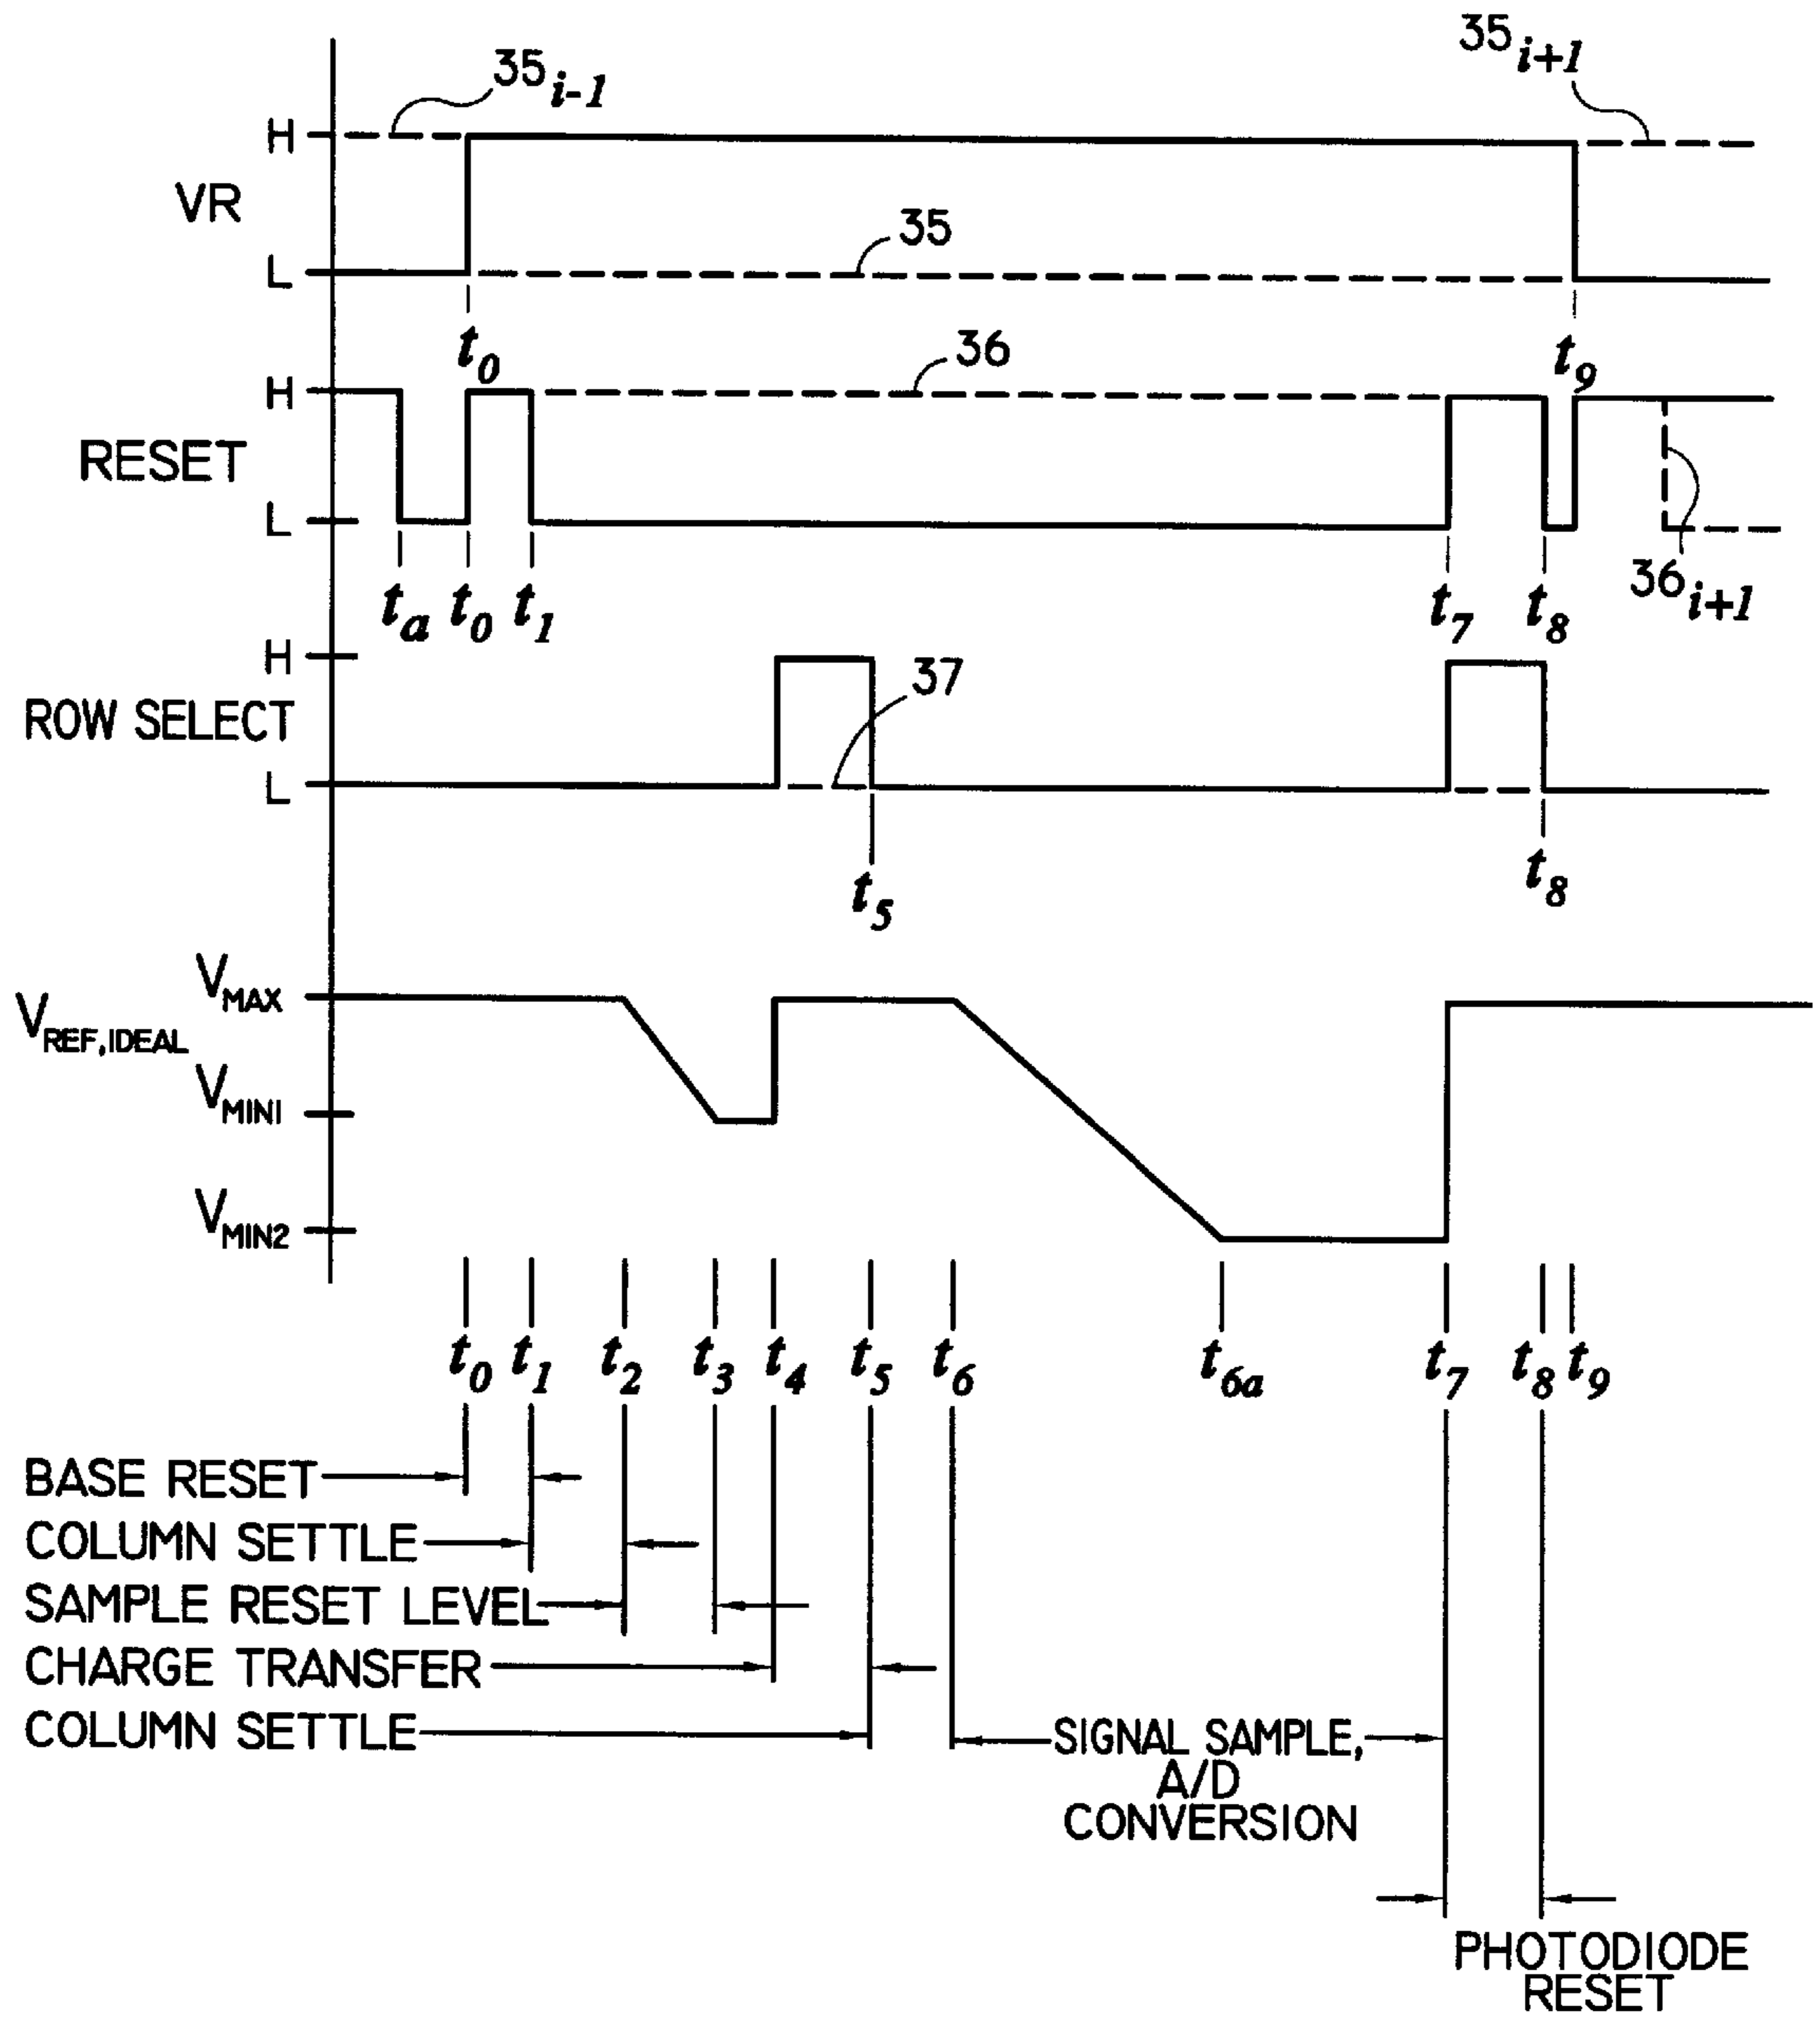 35i-1
35i+1
H
VR
35
L
t0
36
t9
H
RESET
L
ta t0 t1
t7 t8
36i+1
H
37
ROW SELECT
L
t5
t8
VMAX
VREF,IDEAL
VMIN1
VMIN2
t0 t1 t2 t3 t4 t5 t6 t6a t7 t8 t9
BASE RESET
COLUMN SETTLE
SAMPLE RESET LEVEL
CHARGE TRANSFER
COLUMN SETTLE
SIGNAL SAMPLE,
A/D
CONVERSION
PHOTODIODE
RESET